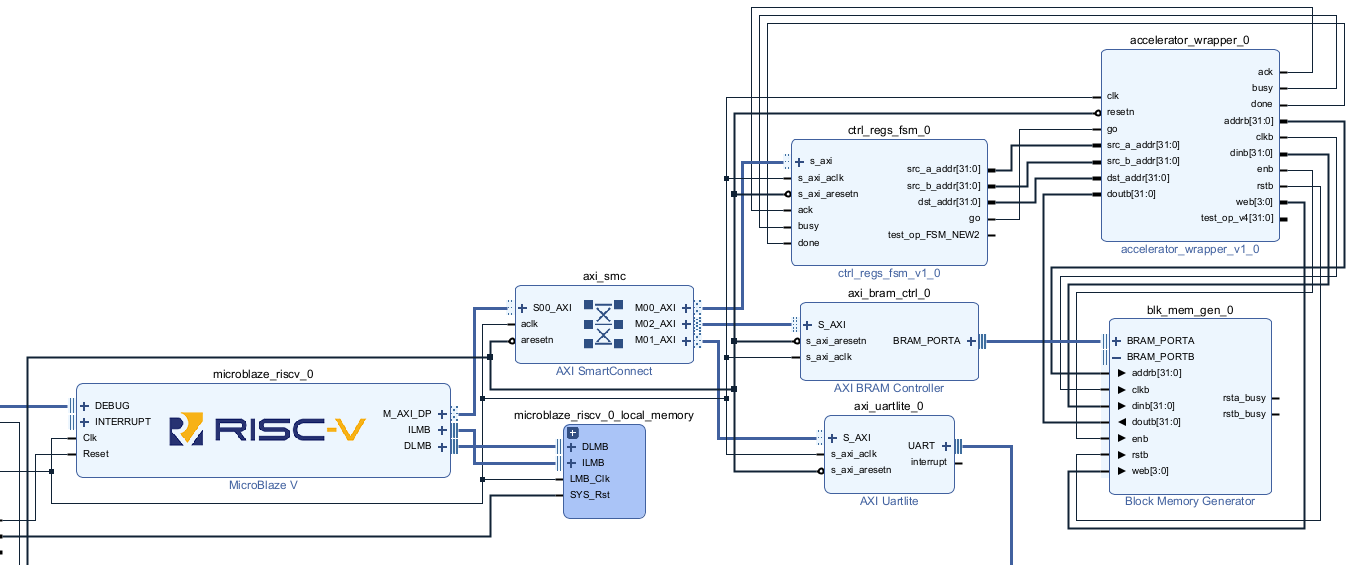 accelerator_wrapper_0
ack
busy
clk
done
resetn
addrb[31:0]
go
clkb
src_a_addr[31:0]
dinb[31:0]
src_b_addr[31:0]
enb
dst_addr[31:0]
rstb
doutb[31:0]
web[3:0]
test_op_v4[31:0]
accelerator_wrapper_v1_0
ctrl_regs_fsm_0
s_axi
src_a_addr[31:0]
s_axi_aclk
src_b_addr[31:0]
s_axi_aresetn
dst_addr[31:0]
ack
go
busy
test_op_FSM_NEW2
done
ctrl_regs_fsm_v1_0
axi_smc
S00_AXI
M00_AXI
aclk
M02_AXI
aresetn
M01_AXI
AXI SmartConnect
axi_bram_ctrl_0
S_AXI
s_axi_aresetn
BRAM_PORTA
s_axi_aclk
AXI BRAM Controller
blk_mem_gen_0
BRAM_PORTA
BRAM_PORTB
addrb[31:0]
clkb
dinb[31:0]
doutb[31:0]
enb
rstb
web[3:0]
rsta_busy
rstb_busy
Block Memory Generator
microblaze_riscv_0
DEBUG
INTERRUPT
Clk
Reset
RISC-V
M_AXI_DP
ILMB
DLMB
MicroBlaze V
microblaze_riscv_0_local_memory
DLMB
ILMB
LMB_Clk
SYS_Rst
axi_uartlite_0
S_AXI
UART
s_axi_aclk
interrupt
s_axi_aresetn
AXI Uartlite